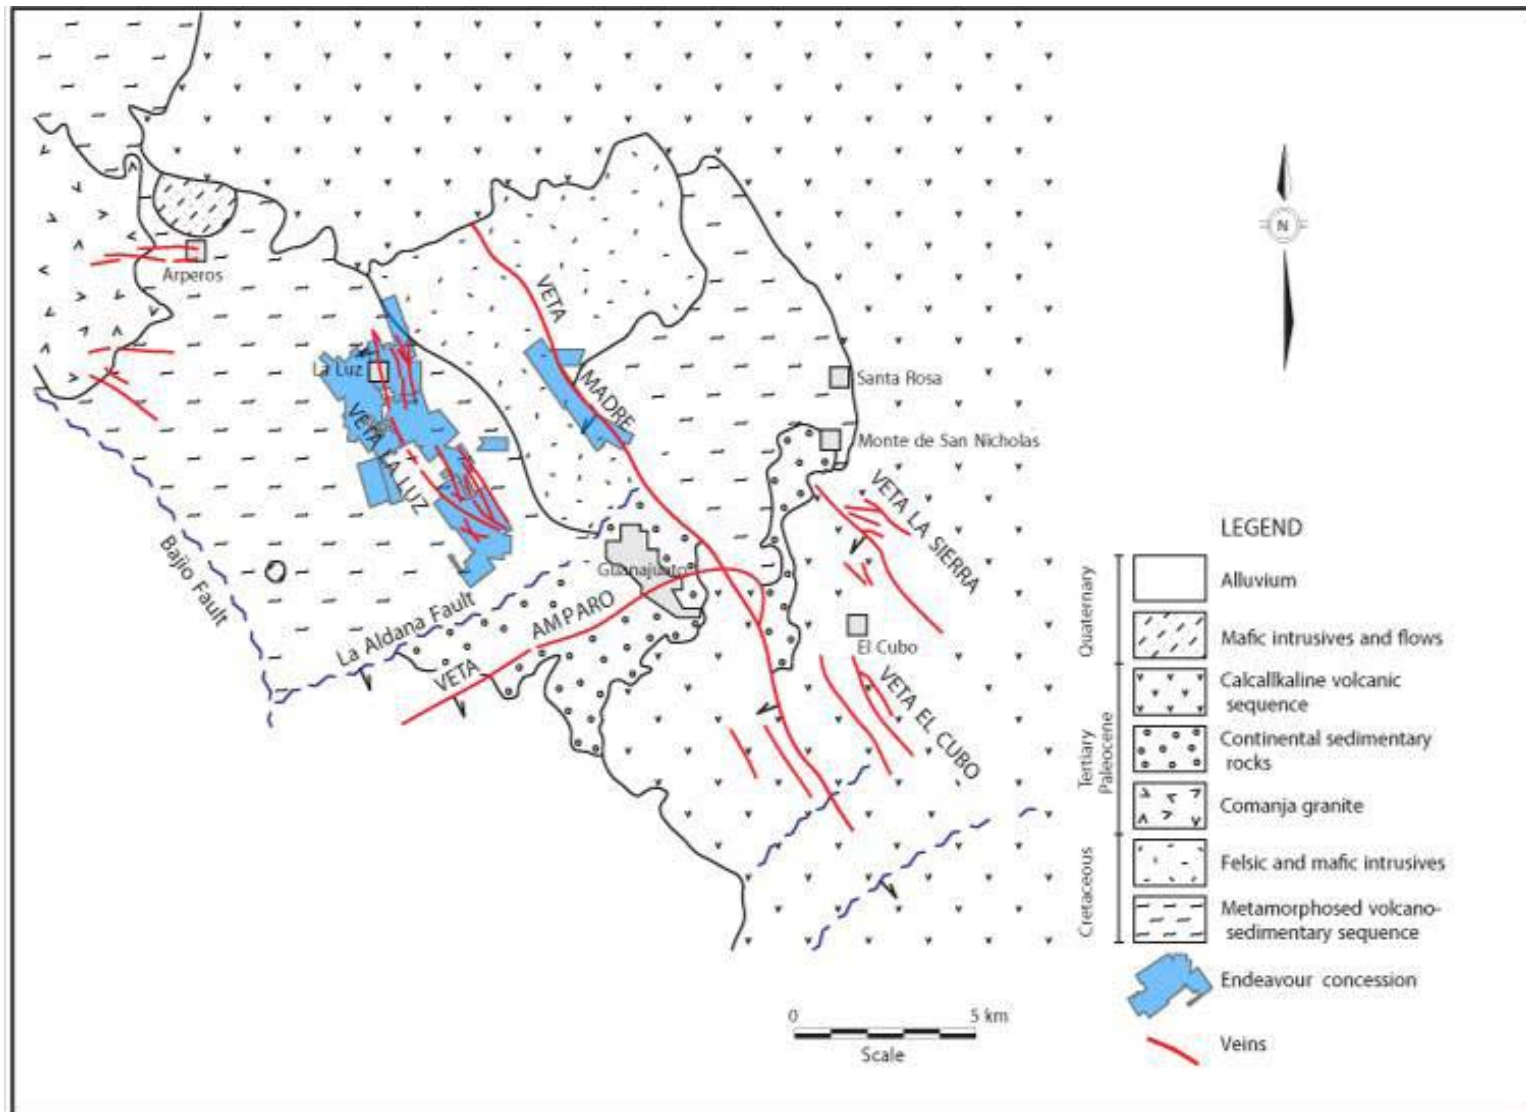 N
Arperos
La Luz
VETA LA LUZ
VETA
MADRE
Santa Rosa
Monte de San Nicholas
VETA LA SIERRA
Bajio Fault
Guanajuato
La Aldana Fault
VETA
AMPARO
El Cubo
VETA EL CUBO
LEGEND
Quaternary
Alluvium
Mafic intrusives and flows
Tertiary
Paleocene
Calcallkaline volcanic
sequence
Continental sedimentary
rocks
Comanja granite
Cretaceous
Felsic and mafic intrusives
Metamorphosed volcano-
sedimentary sequence
Endeavour concession
Veins
0 5 km
Scale